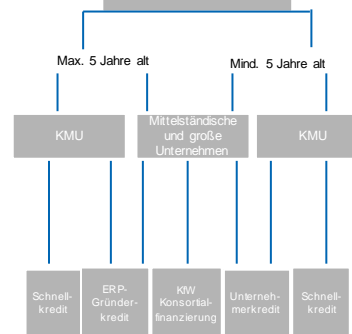 Max. 5 Jahre alt
Mind. 5 Jahre alt
KMU
Mittelständische
und große
Unternehmen
KMU
Schnell-
kredit
ERP-
Gründer-
kredit
KfW
Konsortial-
finanzierung
Unterneh-
merkredit
Schnell-
kredit